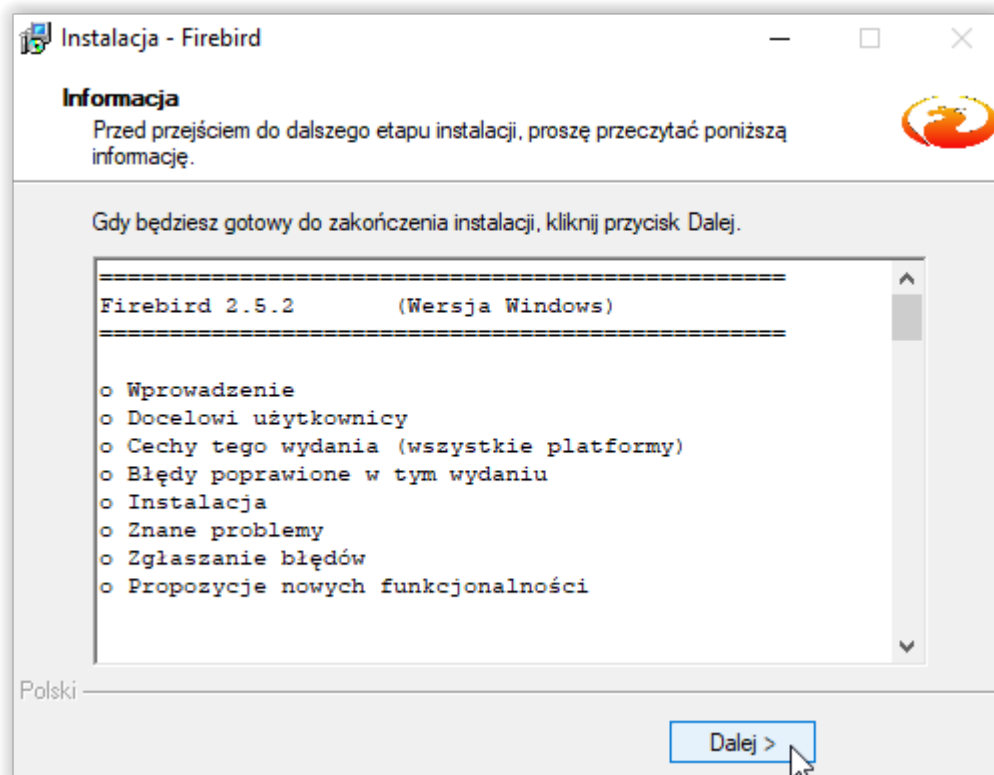 Instalacja - Firebird
Informacja
Przed przejściem do dalszego etapu instalacji, proszę przeczytać poniższą
informację.
Gdy będziesz gotowy do zakończenia instalacji, kliknij przycisk Dalej.
=================================================
Firebird 2.5.2 (Wersja Windows)
=================================================
o Wprowadzenie
o Docelowi użytkownicy
o Cechy tego wydania (wszystkie platformy)
o Błędy poprawione w tym wydaniu
o Instalacja
o Znane problemy
o Zgłaszanie błędów
o Propozycje nowych funkcjonalności
Polski
Dalej >